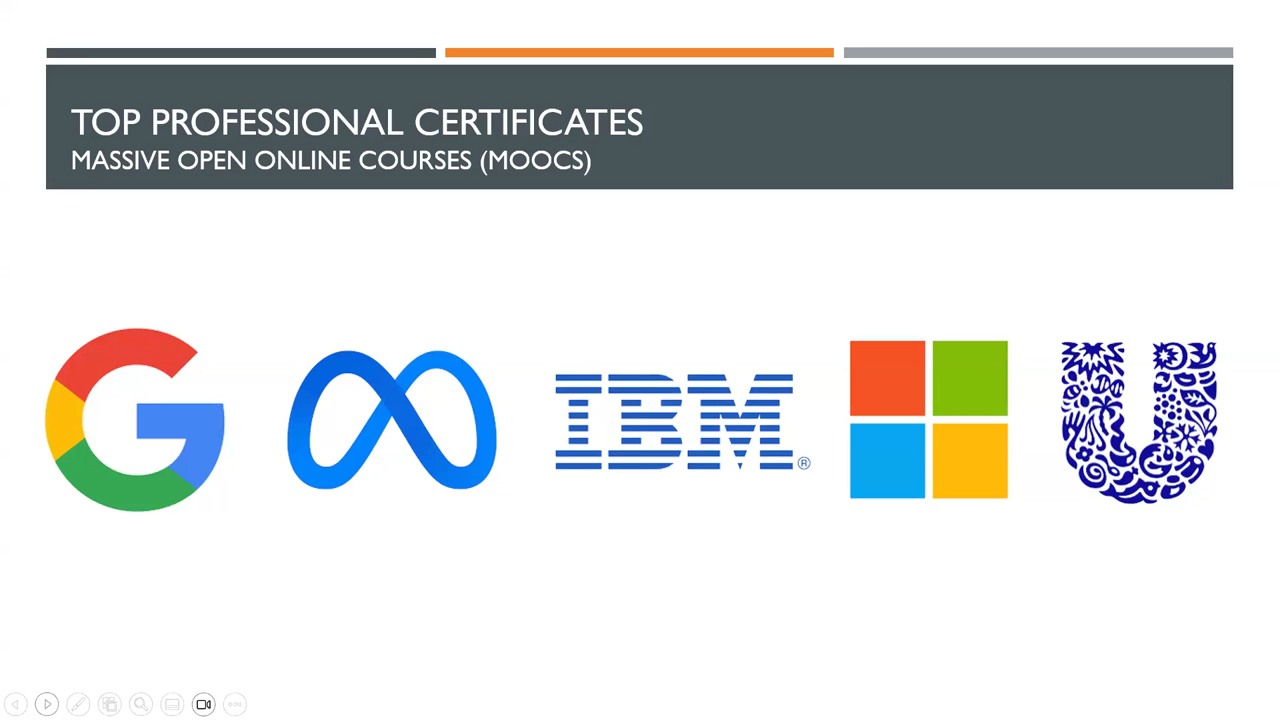 TOP PROFESSIONAL CERTIFICATES
MASSIVE OPEN ONLINE COURSES (MOOCS)
IBM®